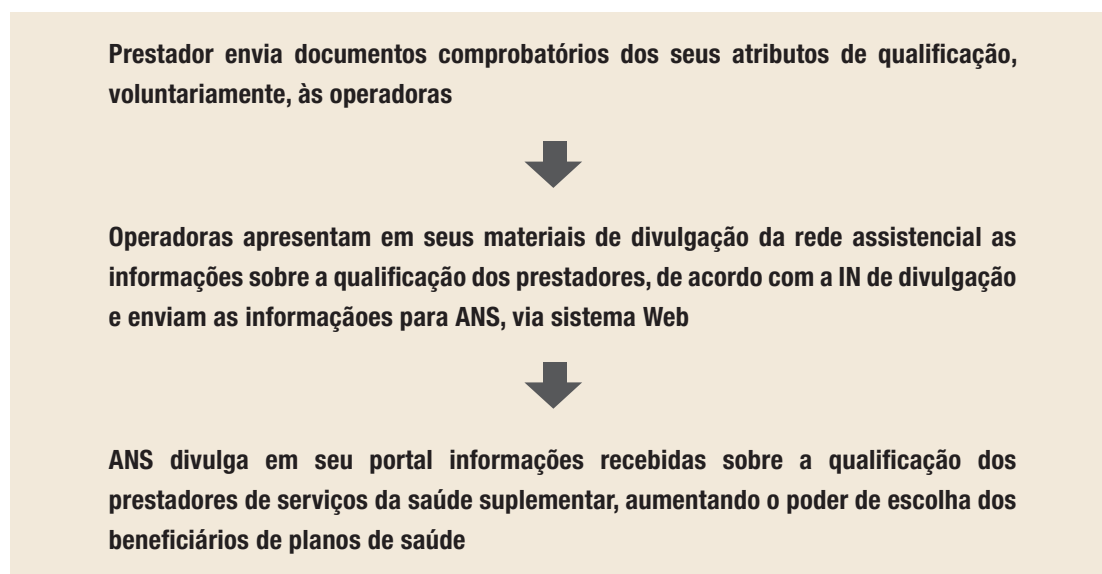 Prestador envia documentos comprobatórios dos seus atributos de qualificação,
voluntariamente, às operadoras
Operadoras apresentam em seus materiais de divulgação da rede assistencial as
informações sobre a qualificação dos prestadores, de acordo com a IN de divulgação
e enviam as informaçãoes para ANS, via sistema Web
ANS divulga em seu portal informações recebidas sobre a qualificação dos
prestadores de serviços da saúde suplementar, aumentando o poder de escolha dos
beneficiários de planos de saúde